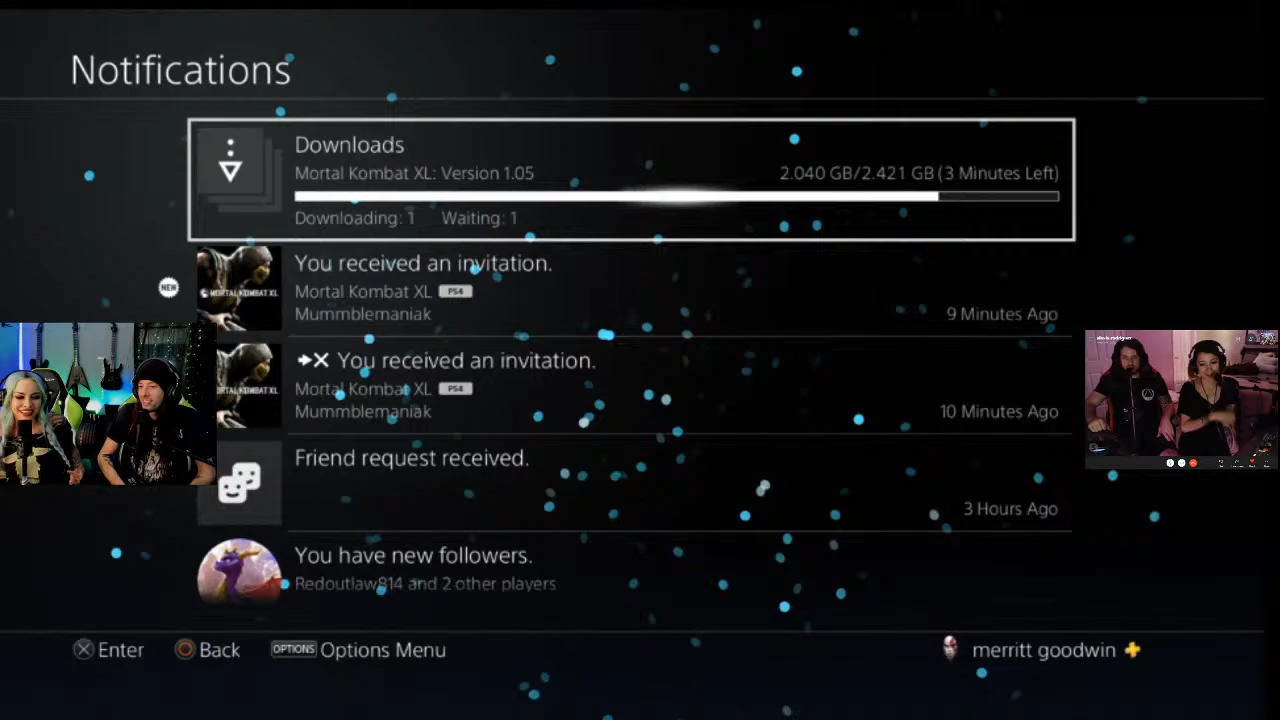 Notifications
Downloads
Mortal Kombat XL: Version 1.05
2.040 GB/2.421 GB (3 Minutes Left)
Downloading: 1 Waiting: 1
You received an invitation.
NEW
MORTAL KOMBAT XL
Mortal Kombat XL PS4
Mummblemaniak
9 Minutes Ago
You received an invitation.
Mortal Kombat XL PS4
Mummblemaniak
10 Minutes Ago
Friend request received.
3 Hours Ago
You have new followers.
Redoutlaw814 and 2 other players
Enter Back OPTIONS Options Menu
merritt goodwin